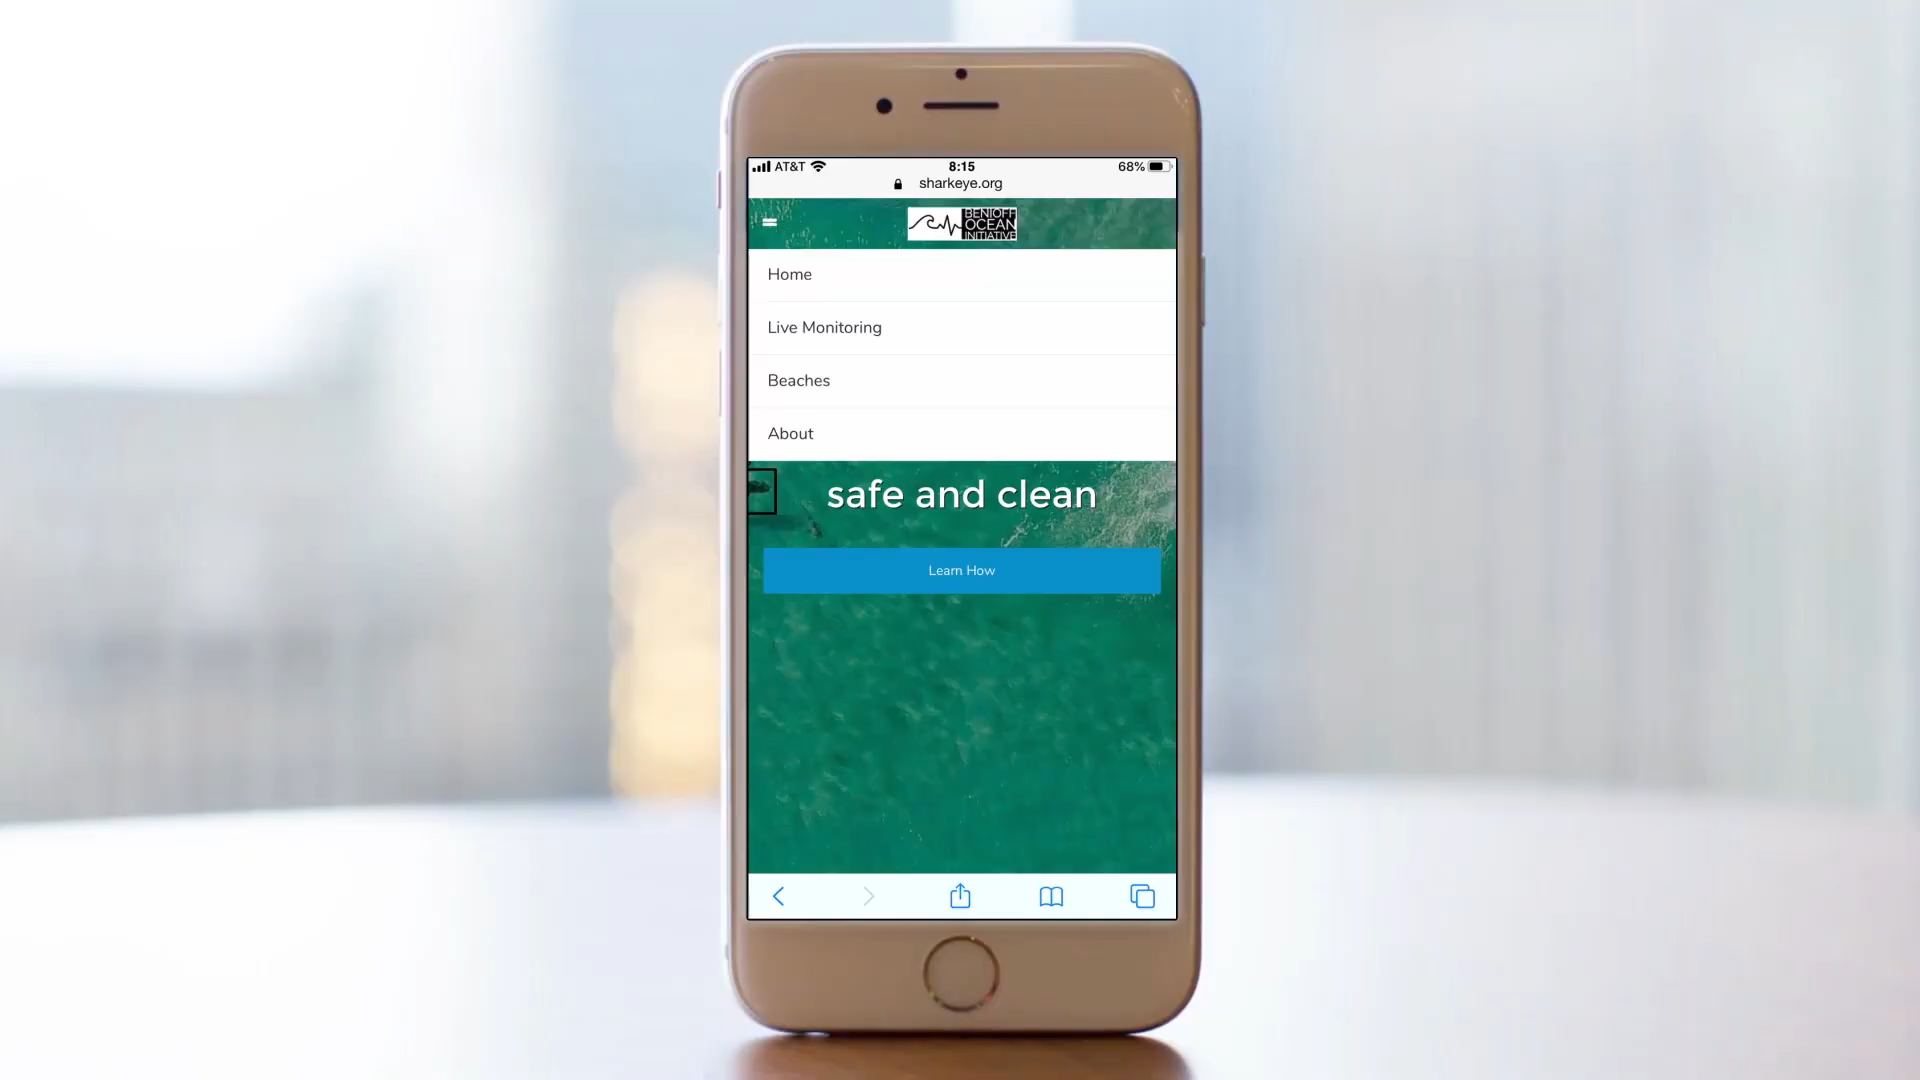 AT&T
8:15
68%
sharkeye.org
BENIOFF
OCEAN
INITIATIVE
Home
Live Monitoring
Beaches
About
safe and clean
Learn How